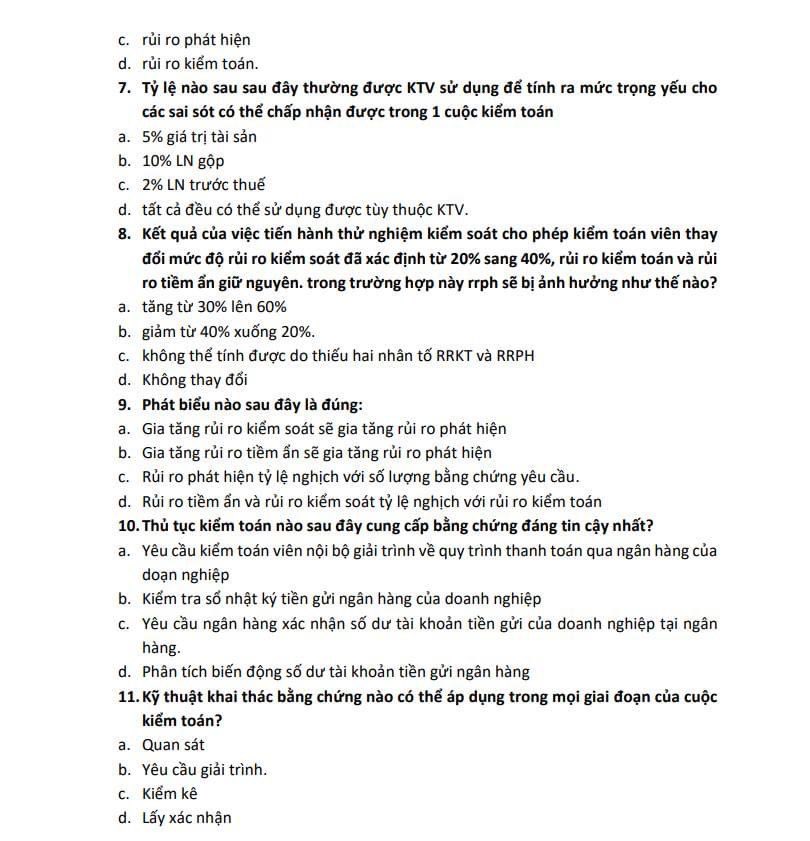 c. rủi ro phát hiện
d. rủi ro kiểm toán.
7. Tỷ lệ nào sau sau đây thường được KTV sử dụng để tính ra mức trọng yếu cho
các sai sót có thể chấp nhận được trong 1 cuộc kiểm toán
a. 5% giá trị tài sản
b. 10% LN gộp
c. 2% LN trước thuế
d. tất cả đều có thể sử dụng được tùy thuộc KTV.
8. Kết quả của việc tiến hành thử nghiệm kiểm soát cho phép kiểm toán viên thay
đổi mức độ rủi ro kiểm soát đã xác định từ 20% sang 40%, rủi ro kiểm toán và rủi
ro tiềm ẩn giữ nguyên. trong trường hợp này rrph sẽ bị ảnh hưởng như thế nào?
a. tăng từ 30% lên 60%
b. giảm từ 40% xuống 20%.
c. không thể tính được do thiếu hai nhân tố RRKT và RRPH
d. Không thay đổi
9. Phát biểu nào sau đây là đúng:
a. Gia tăng rủi ro kiểm soát sẽ gia tăng rủi ro phát hiện
b. Gia tăng rủi ro tiềm ẩn sẽ gia tăng rủi ro phát hiện
c. Rủi ro phát hiện tỷ lệ nghịch với số lượng bằng chứng yêu cầu.
d. Rủi ro tiềm ẩn và rủi ro kiểm soát tỷ lệ nghịch với rủi ro kiểm toán
10. Thủ tục kiểm toán nào sau đây cung cấp bằng chứng đáng tin cậy nhất?
a. Yêu cầu kiểm toán viên nội bộ giải trình về quy trình thanh toán qua ngân hàng của
doạn nghiệp
b. Kiểm tra sổ nhật ký tiền gửi ngân hàng của doanh nghiệp
c. Yêu cầu ngân hàng xác nhận số dư tài khoản tiền gửi của doanh nghiệp tại ngân
hàng.
d. Phân tích biến động số dư tài khoản tiền gửi ngân hàng
11. Kỹ thuật khai thác bằng chứng nào có thể áp dụng trong mọi giai đoạn của cuộc
kiểm toán?
a. Quan sát
b. Yêu cầu giải trình.
c. Kiểm kê
d. Lấy xác nhận